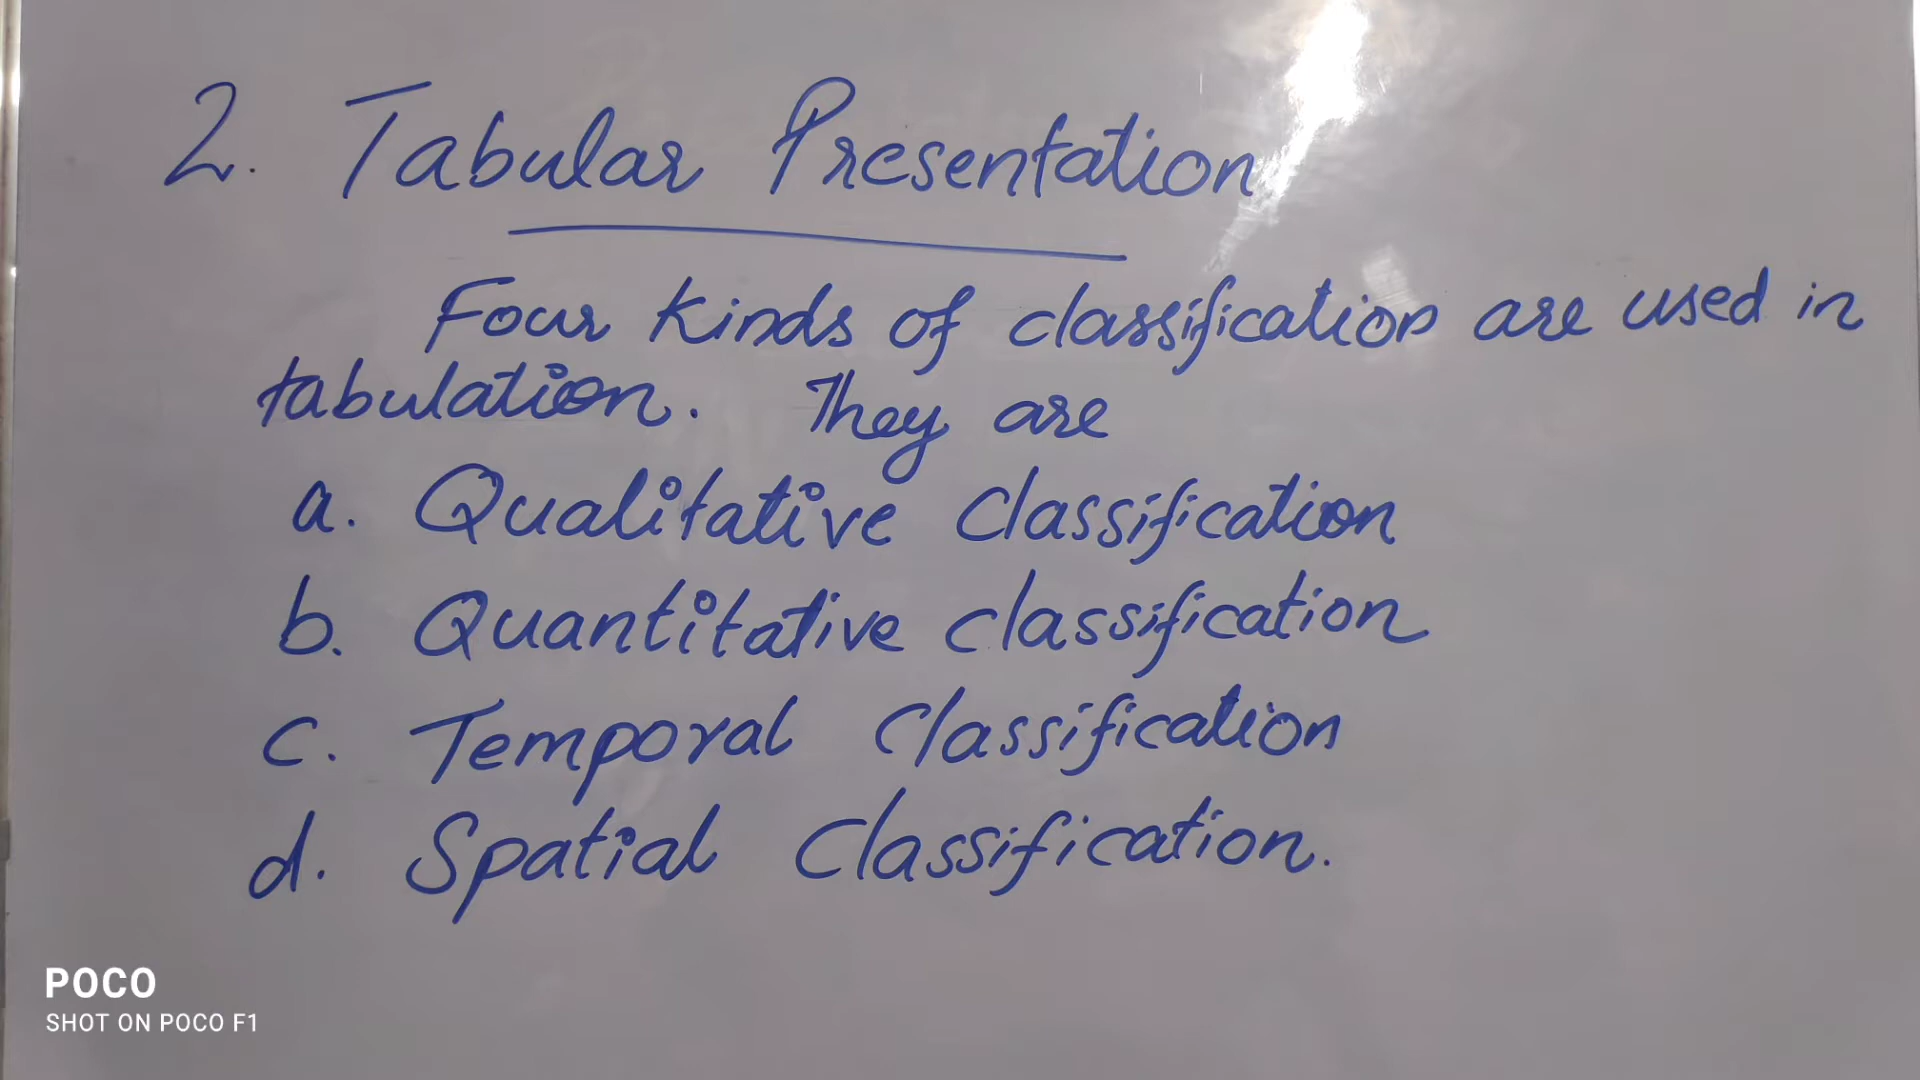 2. Tabular Presentation
Four kinds of classification are used in
tabulation. They are
a. Qualitative Classification
b. Quantitative classification
c. Temporal Classification
d. Spatial Classification.
POCO
SHOT ON POCO F1